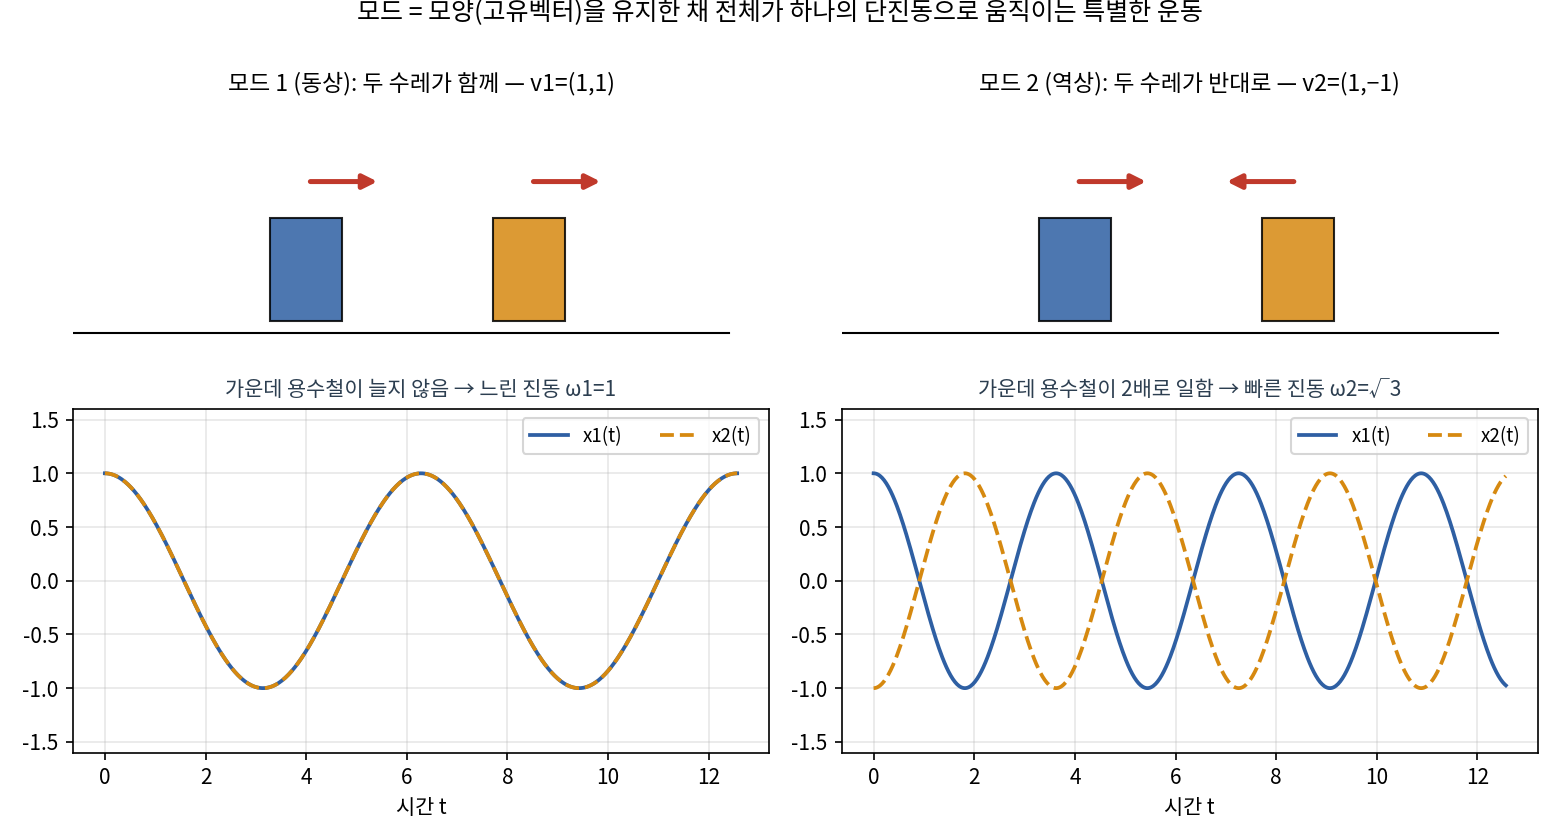 모드 = 모양(고유벡터)을 유지한 채 전체가 하나의 단진동으로 움직이는 특별한 운동
모드 1 (동상): 두 수레가 함께 — v1=(1,1)
모드 2 (역상): 두 수레가 반대로 — v2=(1,−1)
가운데 용수철이 늘지 않음 → 느린 진동 ω1=1
1.5
1.0
0.5
0.0
-0.5
-1.0
-1.5
x1(t) x2(t)
0 2 4 6 8 10 12
시간 t
가운데 용수철이 2배로 일함 → 빠른 진동 ω2=√3
1.5
1.0
0.5
0.0
-0.5
-1.0
-1.5
x1(t) x2(t)
0 2 4 6 8 10 12
시간 t